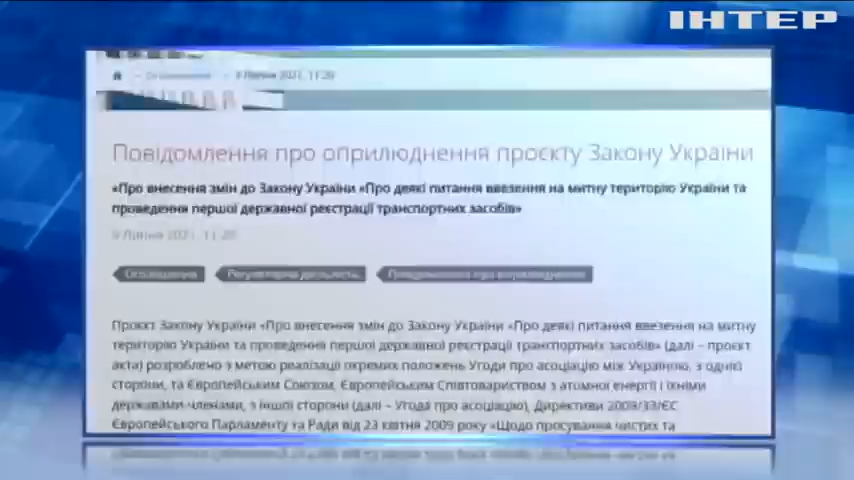 ІНТЕР
Липня 2021, 11:20
Повідомлення про оприлюднення проєкту Закону України
«Про внесення змін до Закону України «Про деякі питання ввезення на митну територію України та
проведення першої державної реєстрації транспортних засобів»
Липня 2021, 11:20
Оголошення Регуляторна діяльність Повідомлення про оприлюднення
Проєкт Закону України «Про внесення змін до Закону України «Про деякі питання ввезення на митну
територію України та проведення першої державної реєстрації транспортних засобів» (далі – проєкт
акта) розроблено з метою реалізації окремих положень Угоди про асоціацію між Україною, з однієї
сторони, та Європейським Союзом, Європейським Співтовариством з атомної енергії і їхніми
державами-членами, з іншої сторони (далі – Угода про асоціацію), Директиви 2009/33/ЄС
Європейського Парламенту та Ради від 23 квітня 2009 року «Щодо просування чистих та